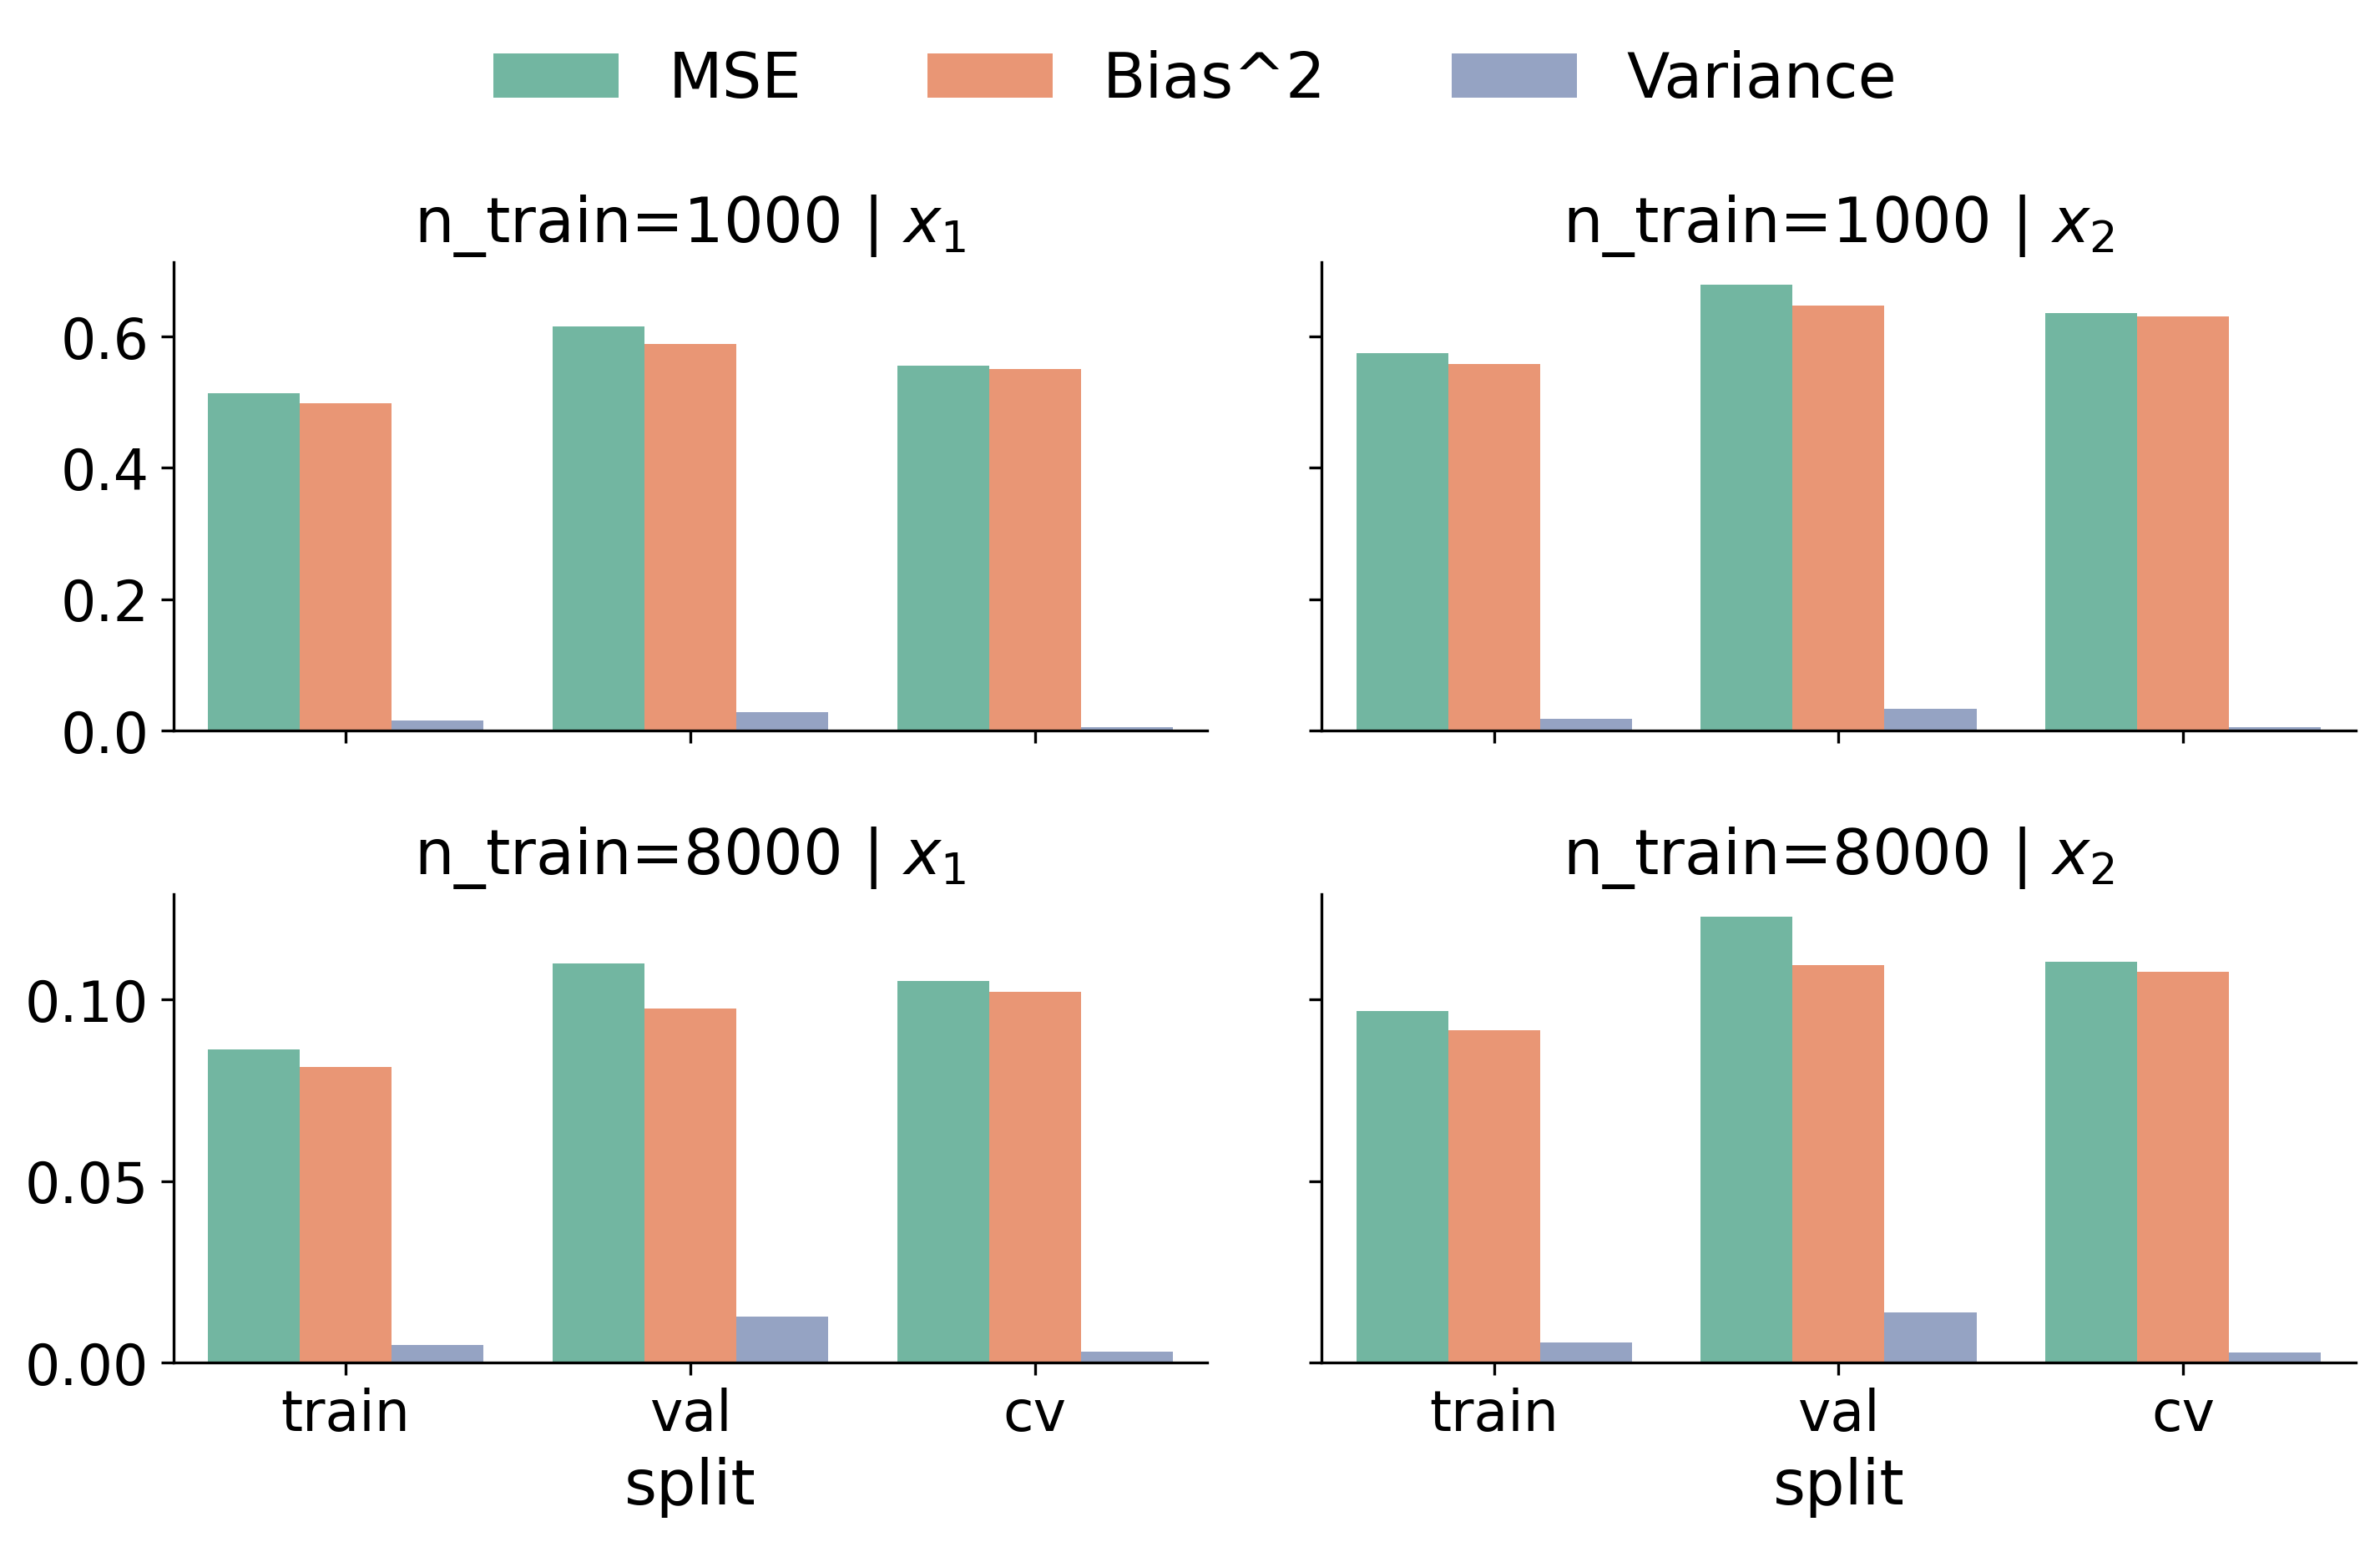 MSE Bias^2 Variance
n_train=1000 | x₁
n_train=1000 | x₂
0.6
0.4
0.2
0.0
n_train=8000 | x₁
n_train=8000 | x₂
0.10
0.05
0.00
train val cv
train val cv
split
split